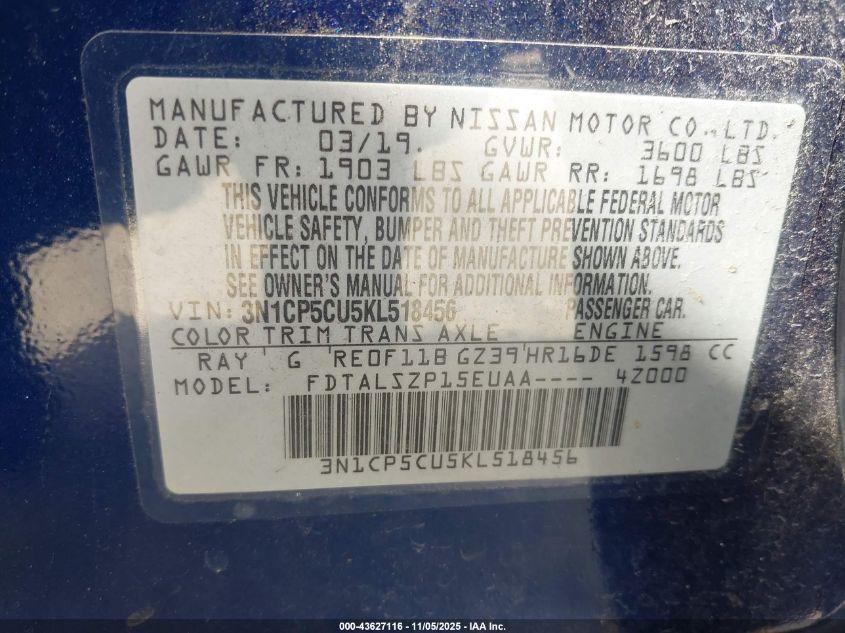 MANUFACTURED BY NISSAN MOTOR CO., LTD.
DATE: 03/19. GVWR: 3600 LBS
GAWR FR: 1903 LBS GAWR RR: 1698 LBS
THIS VEHICLE CONFORMS TO ALL APPLICABLE FEDERAL MOTOR
VEHICLE SAFETY, BUMPER AND THEFT PREVENTION STANDARDS
IN EFFECT ON THE DATE OF MANUFACTURE SHOWN ABOVE.
SEE OWNER'S MANUAL FOR ADDITIONAL INFORMATION.
VIN: 3N1CP5CU5KL518456 PASSENGER CAR.
COLOR TRIM TRANS AXLE ENGINE
RAY G RE0F11B GZ39 HR16DE 1598 CC
MODEL: FDTALSZP15EUAA---- 4Z000
3N1CP5CU5KL518456
000-43627116 - 11/05/2025 - IAA Inc.